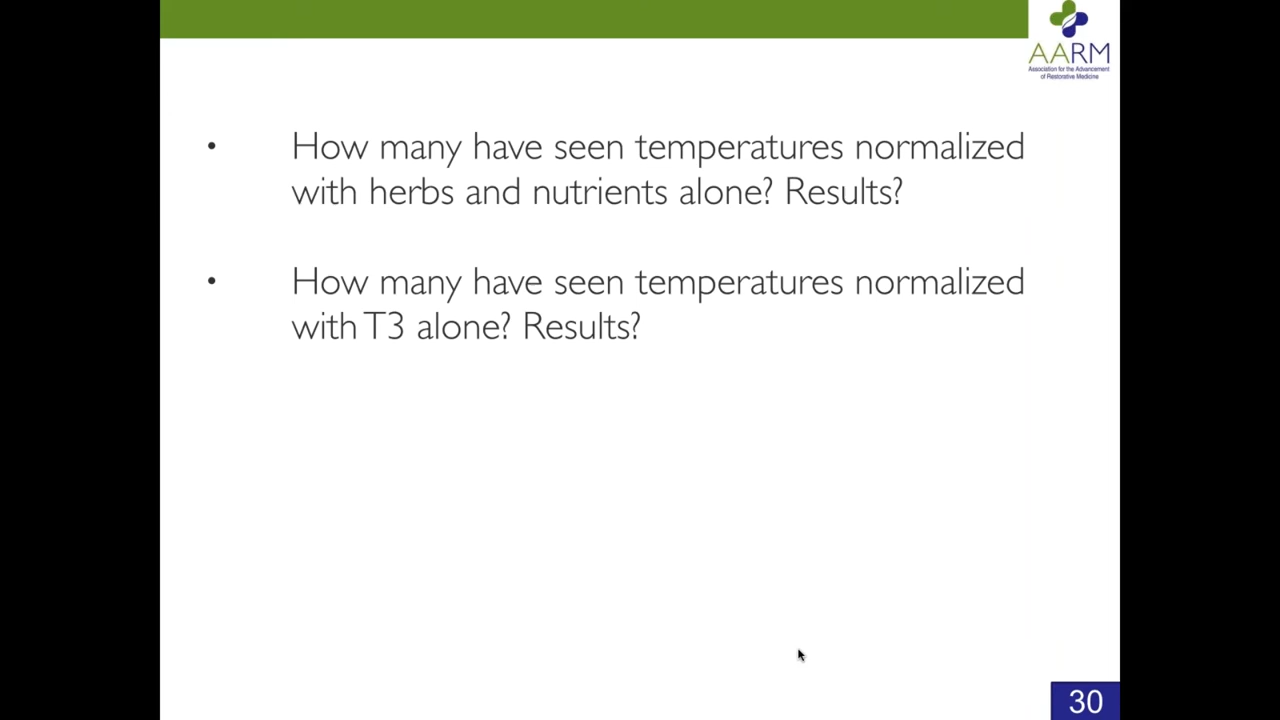 AARM
Association for the Advancement
of Restorative Medicine
• How many have seen temperatures normalized
with herbs and nutrients alone? Results?
• How many have seen temperatures normalized
with T3 alone? Results?
30